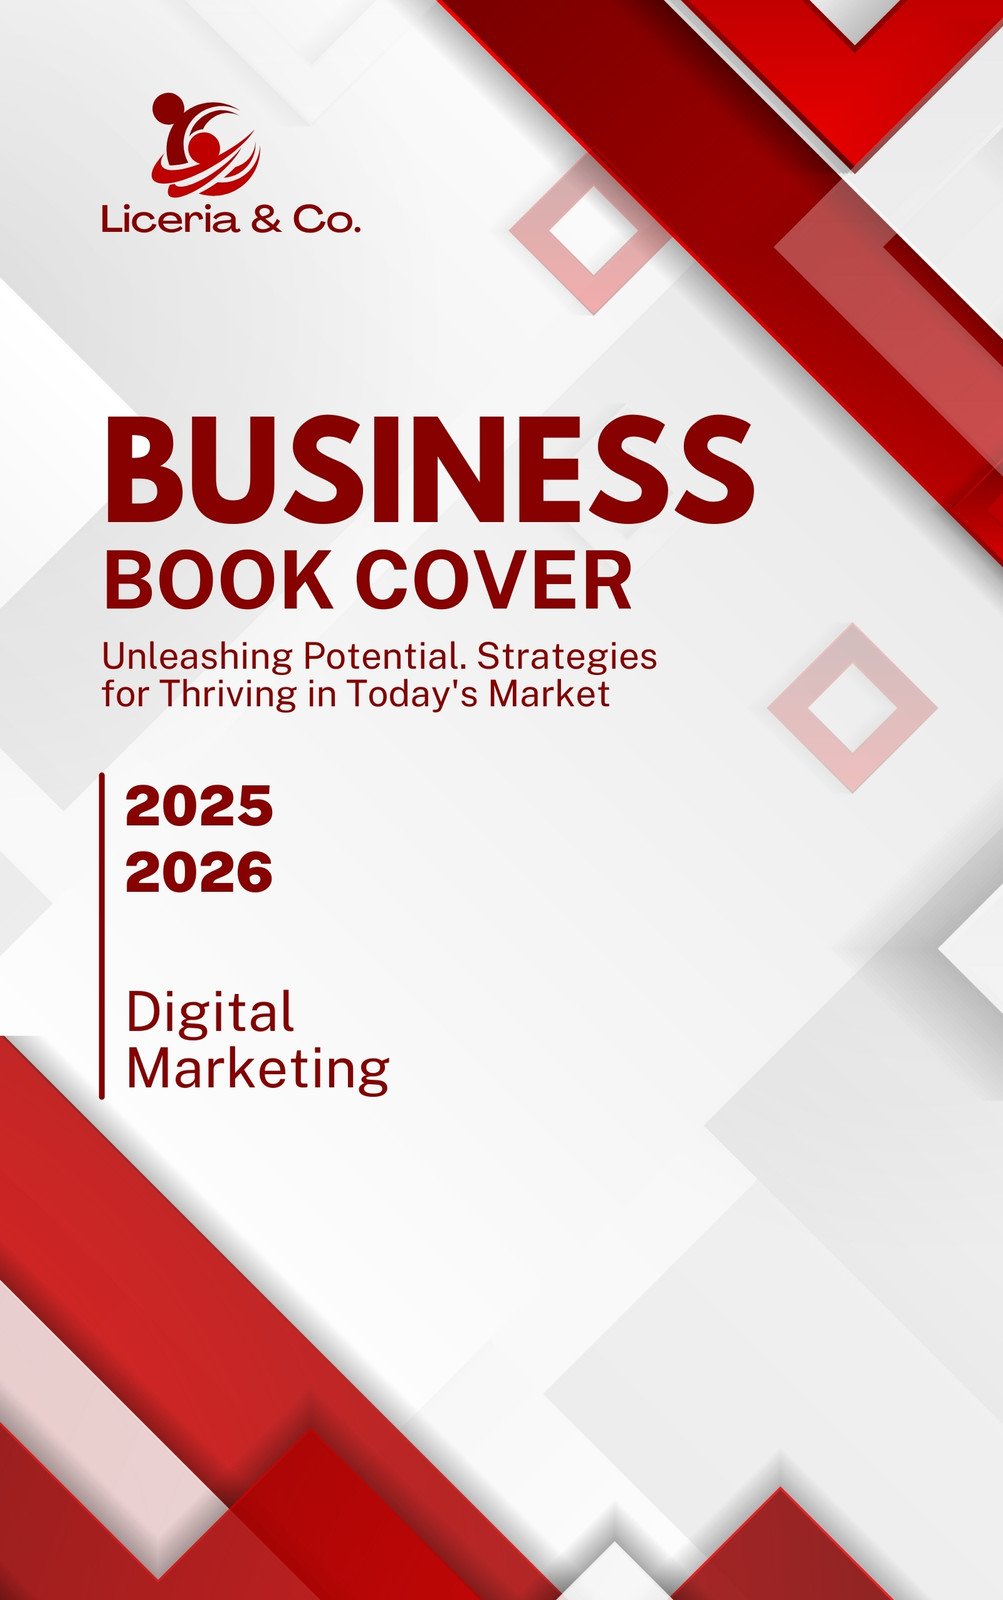 Liceria & Co.
BUSINESS
BOOK COVER
Unleashing Potential. Strategies
for Thriving in Today's Market
2025
2026
Digital
Marketing